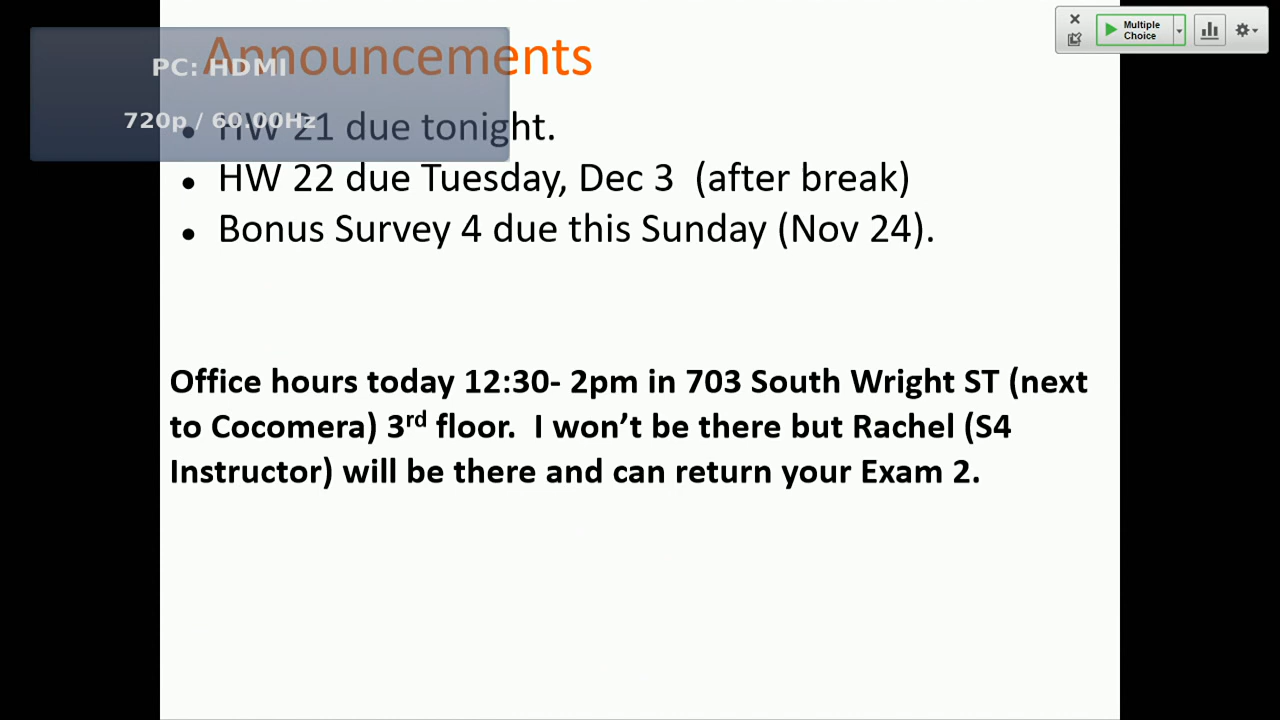 Announcements
PC: HDMI
720p / 60.00Hz
• HW 21 due tonight.
• HW 22 due Tuesday, Dec 3 (after break)
• Bonus Survey 4 due this Sunday (Nov 24).
Office hours today 12:30- 2pm in 703 South Wright ST (next
to Cocomera) 3rd floor. I won’t be there but Rachel (S4
Instructor) will be there and can return your Exam 2.
Multiple
Choice